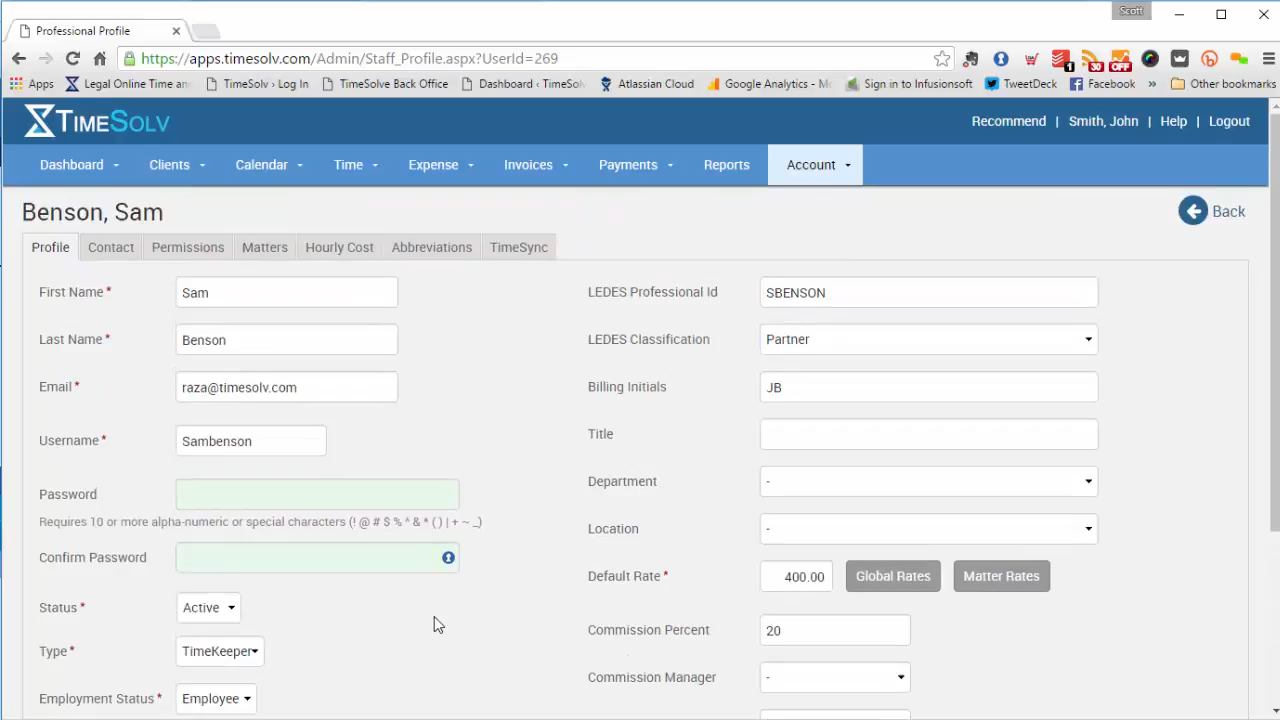 Scott
Professional Profile
https://apps.timesolv.com/Admin/Staff_Profile.aspx?UserId=269
1 30 OFF
Apps Legal Online Time an TimeSolv › Log In TimeSolve Back Office Dashboard ‹ TimeSol Atlassian Cloud Google Analytics - Mo Sign in to Infusionsoft TweetDeck Facebook » Other bookmarks
TIMESOLV
Recommend | Smith, John | Help | Logout
Dashboard Clients Calendar Time Expense Invoices Payments Reports Account
Benson, Sam
Back
Profile Contact Permissions Matters Hourly Cost Abbreviations TimeSync
First Name * Sam
LEDES Professional Id SBENSON
Last Name * Benson
LEDES Classification Partner
Email * raza@timesolv.com
Billing Initials JB
Username * Sambenson
Title
Department -
Password
Requires 10 or more alpha-numeric or special characters (! @ # $ % ^ & * ( ) | + ~ _)
Location -
Confirm Password
Default Rate * 400.00 Global Rates Matter Rates
Status * Active
Commission Percent 20
Type * TimeKeeper
Commission Manager -
Employment Status * Employee